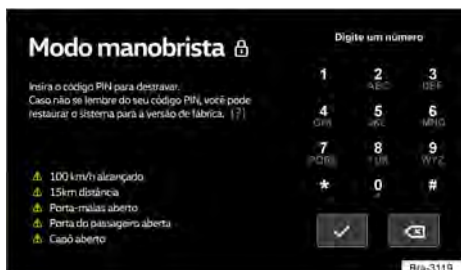 Modo manobrista
Digite um número
Insira o código PIN para destravar.
Caso não se lembre do seu código PIN, você pode
restaurar o sistema para a versão de fábrica. [?]
1 2 3
ABC DEF
4 5 6
GHI JKL MNO
7 8 9
PQRS TUV WYZ
* 0 #
100 km/h alcançado
15km distância
Porta-malas aberto
Porta do passageiro aberta
Capô aberto
Bra-3119